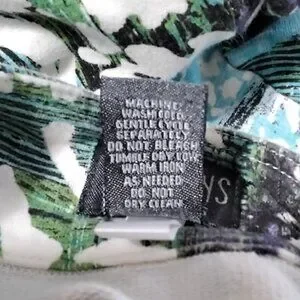 MACHINE
WASH COLD
GENTLE CYCLE
SEPARATELY
DO NOT BLEACH
TUMBLE DRY LOW
WARM IRON
AS NEEDED
DO NOT
DRY CLEAN
YS